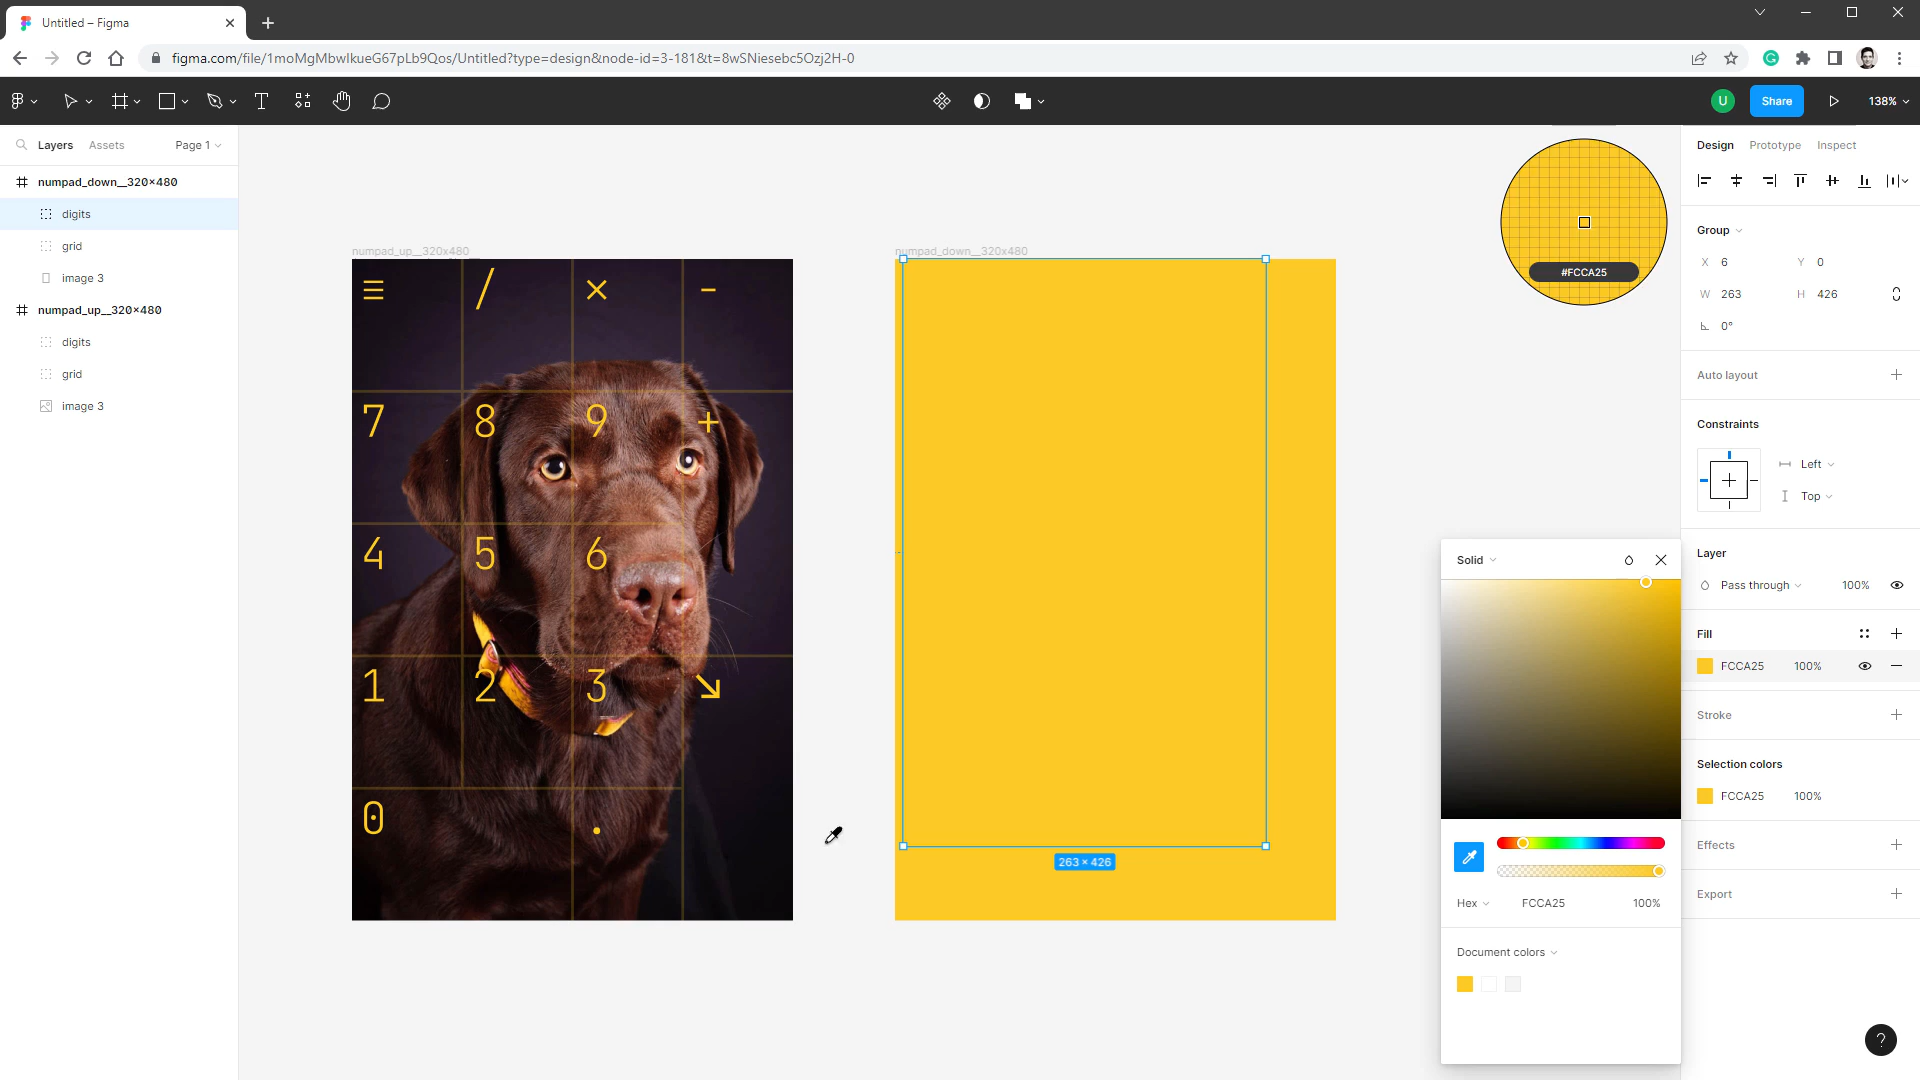 Untitled – Figma
figma.com/file/1moMgMbwIkueG67pLb9Qos/Untitled?type=design&node-id=3-181&t=8wSNiesebc5Ozj2H-0
U
Share
138%
Layers
Assets
Page 1
numpad_down__320×480
digits
grid
image 3
numpad_up__320×480
digits
grid
image 3
numpad_up__320x480
/ × -
7 8 9 +
4 5 6
1 2 3 ↘
0 .
numpad_down__320x480
263 × 426
#FCCA25
Solid
Hex
FCCA25
100%
Document colors
Design
Prototype
Inspect
Group
X 6
Y 0
W 263
H 426
0°
Auto layout
Constraints
Left
Top
Layer
Pass through
100%
Fill
FCCA25
100%
Stroke
Selection colors
FCCA25
100%
Effects
Export
?